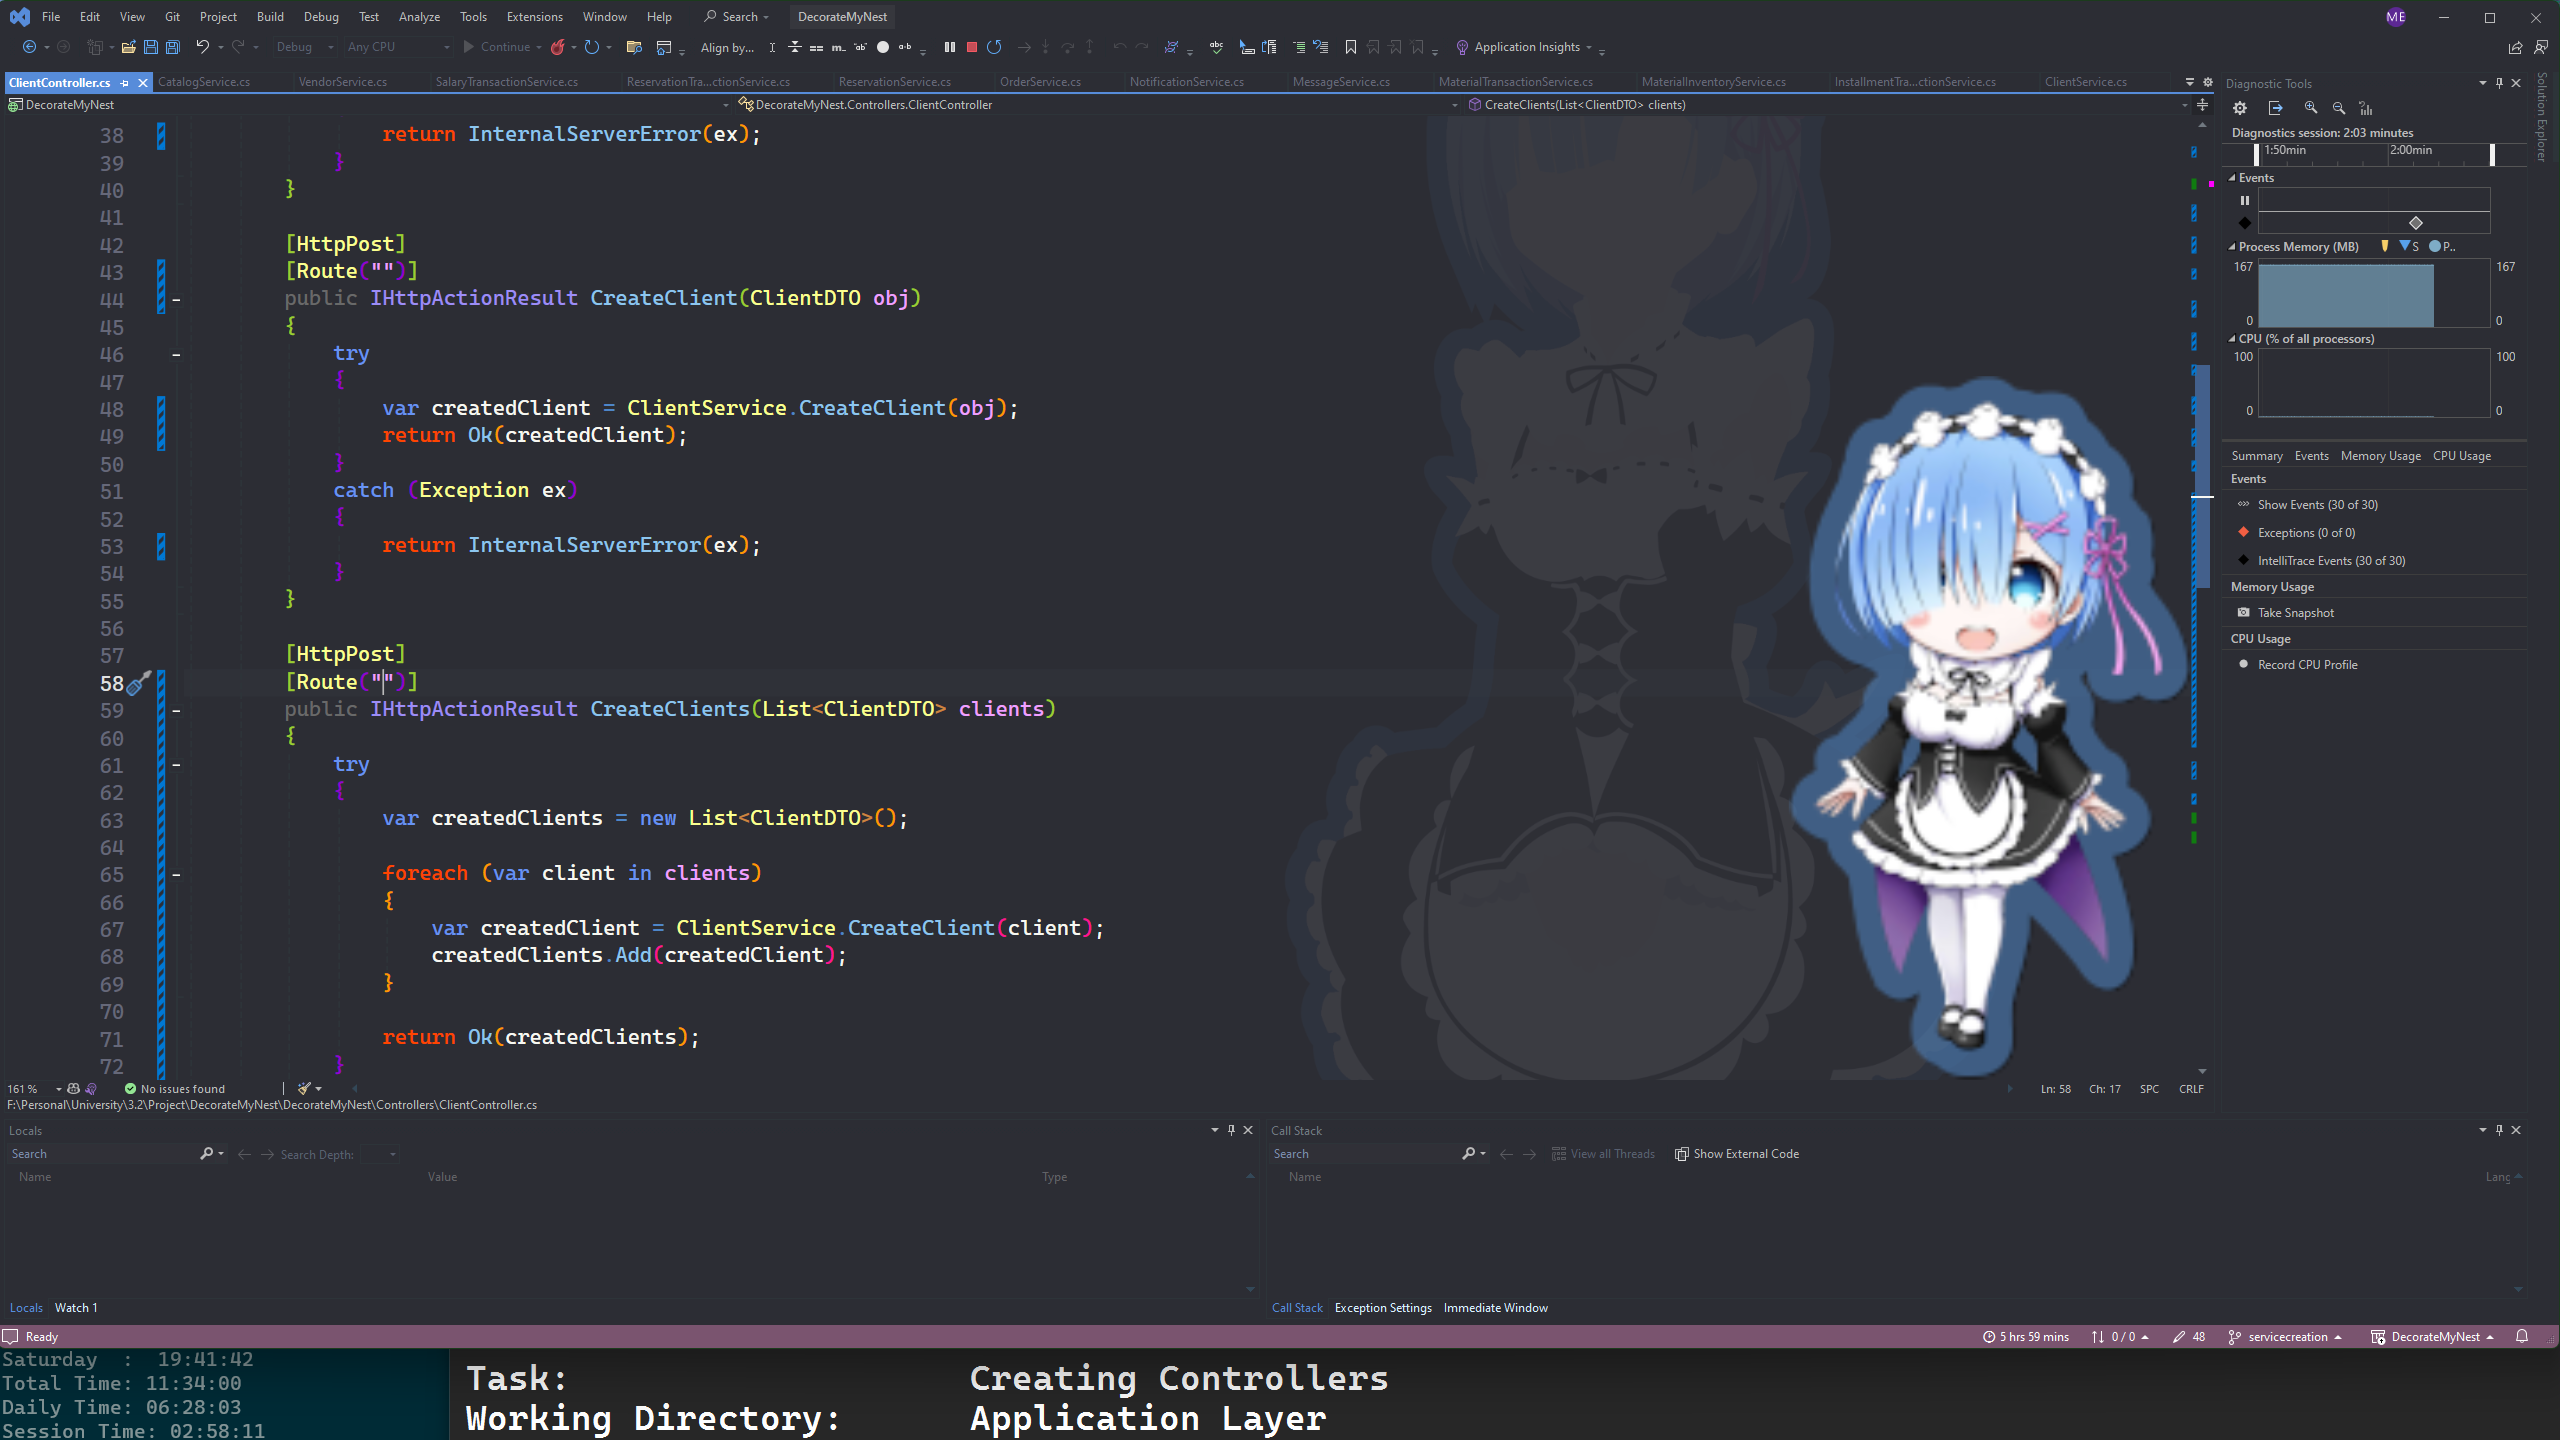 File Edit View Git Project Build Debug Test Analyze Tools Extensions Window Help Search DecorateMyNest ME
Debug Any CPU Continue Align by... Application Insights
ClientController.cs CatalogService.cs VendorService.cs SalaryTransactionService.cs ReservationTra...ctionService.cs ReservationService.cs OrderService.cs NotificationService.cs MessageService.cs MaterialTransactionService.cs MaterialInventoryService.cs InstallmentTra...ctionService.cs ClientService.cs
DecorateMyNest DecorateMyNest.Controllers.ClientController CreateClients(List<ClientDTO> clients)
38 return InternalServerError(ex);
39 }
40 }
41
42 [HttpPost]
43 [Route("")]
44 public IHttpActionResult CreateClient(ClientDTO obj)
45 {
46 try
47 {
48 var createdClient = ClientService.CreateClient(obj);
49 return Ok(createdClient);
50 }
51 catch (Exception ex)
52 {
53 return InternalServerError(ex);
54 }
55 }
56
57 [HttpPost]
58 [Route("")]
59 public IHttpActionResult CreateClients(List<ClientDTO> clients)
60 {
61 try
62 {
63 var createdClients = new List<ClientDTO>();
64
65 foreach (var client in clients)
66 {
67 var createdClient = ClientService.CreateClient(client);
68 createdClients.Add(createdClient);
69 }
70
71 return Ok(createdClients);
72 }
161 % No issues found Ln: 58 Ch: 17 SPC CRLF
F:\Personal\University\3.2\Project\DecorateMyNest\DecorateMyNest\Controllers\ClientController.cs
Diagnostic Tools
Diagnostics session: 2:03 minutes
1:50min 2:00min
Events
Process Memory (MB) S P..
167 167
0 0
CPU (% of all processors)
100 100
0 0
Summary Events Memory Usage CPU Usage
Events
Show Events (30 of 30)
Exceptions (0 of 0)
IntelliTrace Events (30 of 30)
Memory Usage
Take Snapshot
CPU Usage
Record CPU Profile
Solution Explorer
Locals
Search Search Depth:
Name Value Type
Locals Watch 1
Call Stack
Search View all Threads Show External Code
Name Lang
Call Stack Exception Settings Immediate Window
Ready 5 hrs 59 mins 0 / 0 48 servicecreation DecorateMyNest
Saturday : 19:41:42
Total Time: 11:34:00
Daily Time: 06:28:03
Session Time: 02:58:11
Task: Creating Controllers
Working Directory: Application Layer